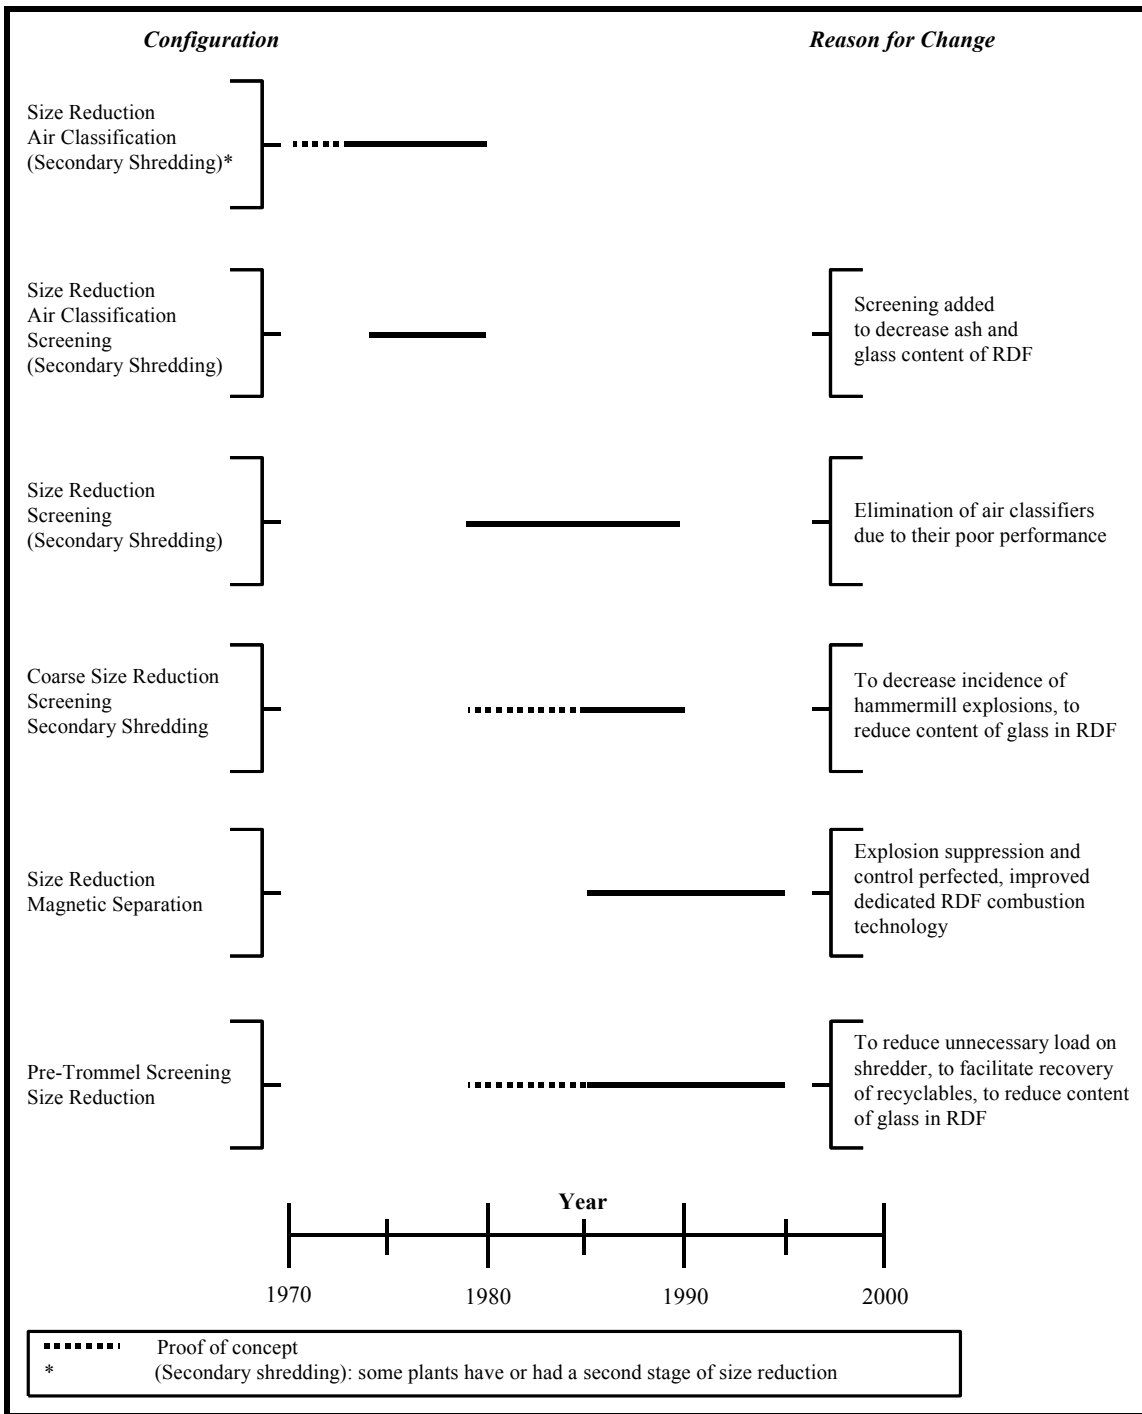 Configuration
Reason for Change
Size Reduction
Air Classification
(Secondary Shredding)*
Size Reduction
Air Classification
Screening
(Secondary Shredding)
Screening added
to decrease ash and
glass content of RDF
Size Reduction
Screening
(Secondary Shredding)
Elimination of air classifiers
due to their poor performance
Coarse Size Reduction
Screening
Secondary Shredding
To decrease incidence of
hammermill explosions, to
reduce content of glass in RDF
Size Reduction
Magnetic Separation
Explosion suppression and
control perfected, improved
dedicated RDF combustion
technology
Pre-Trommel Screening
Size Reduction
To reduce unnecessary load on
shredder, to facilitate recovery
of recyclables, to reduce content
of glass in RDF
Year
1970 1980 1990 2000
Proof of concept
* (Secondary shredding): some plants have or had a second stage of size reduction